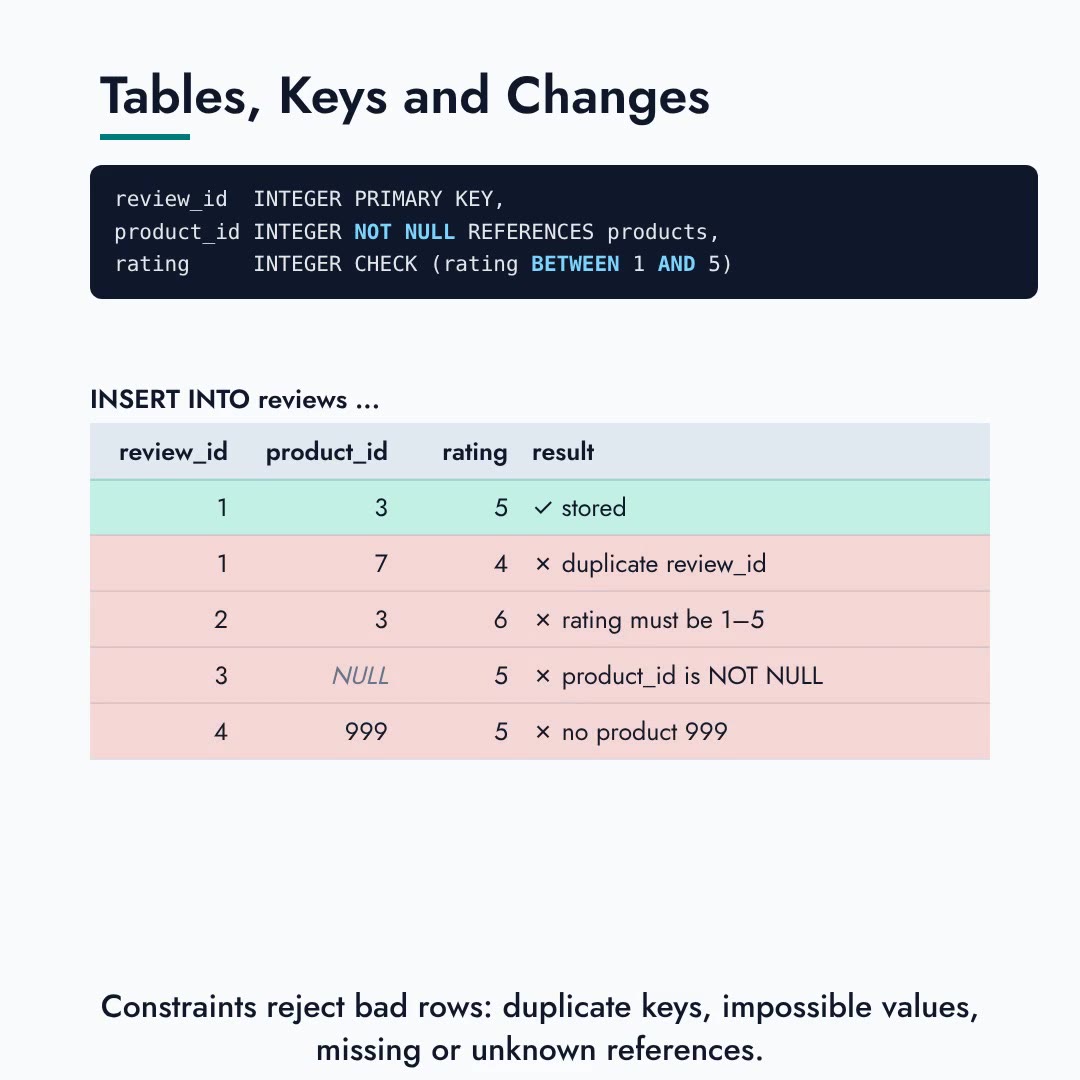 Tables, Keys and Changes
review_id  INTEGER PRIMARY KEY,
product_id INTEGER NOT NULL REFERENCES products,
rating     INTEGER CHECK (rating BETWEEN 1 AND 5)
INSERT INTO reviews ...
review_id product_id rating result
1 3 5 ✓ stored
1 7 4 ✕ duplicate review_id
2 3 6 ✕ rating must be 1–5
3 NULL 5 ✕ product_id is NOT NULL
4 999 5 ✕ no product 999
Constraints reject bad rows: duplicate keys, impossible values,
missing or unknown references.